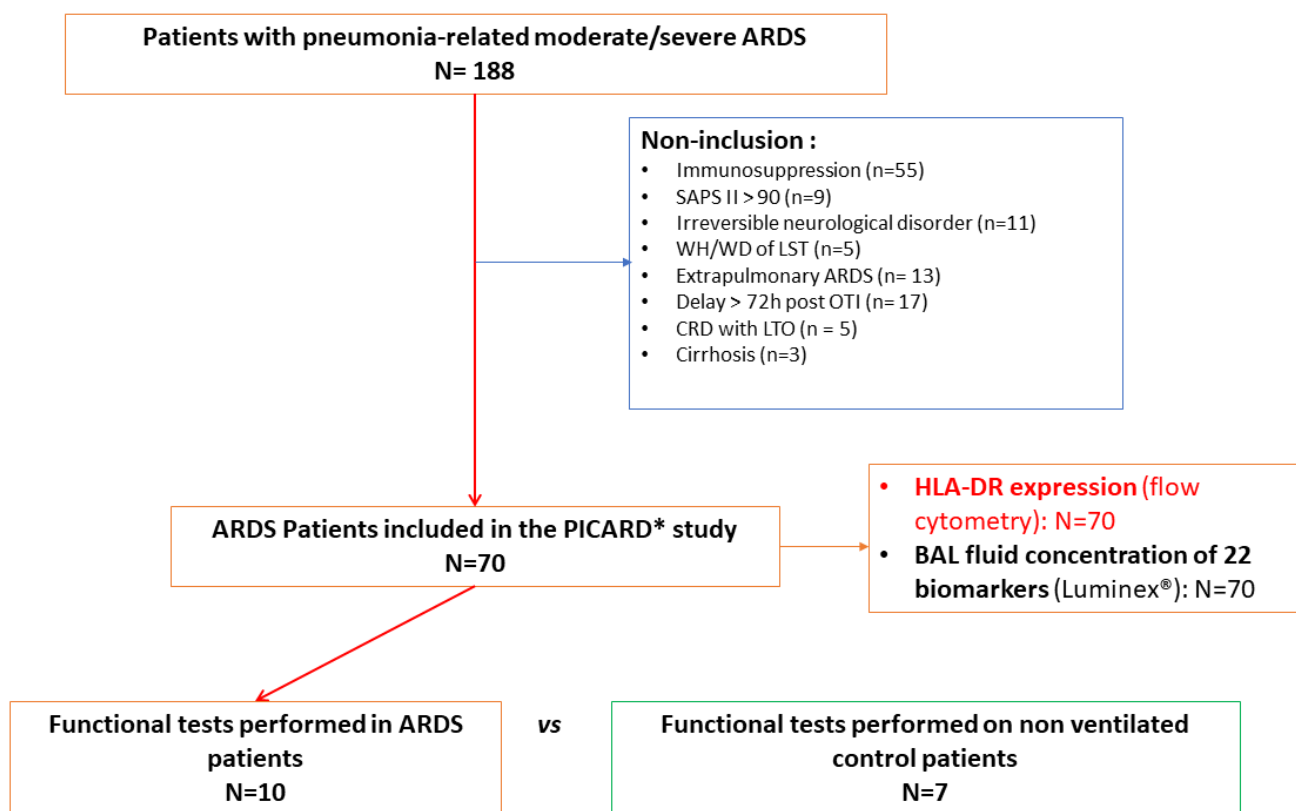 Patients with pneumonia-related moderate/severe ARDS
N= 188
Non-inclusion :
• Immunosuppression (n=55)
• SAPS II > 90 (n=9)
• Irreversible neurological disorder (n=11)
• WH/WD of LST (n=5)
• Extrapulmonary ARDS (n= 13)
• Delay > 72h post OTI (n= 17)
• CRD with LTO (n = 5)
• Cirrhosis (n=3)
• HLA-DR expression (flow
cytometry): N=70
• BAL fluid concentration of 22
biomarkers (Luminex®): N=70
ARDS Patients included in the PICARD* study
N=70
Functional tests performed in ARDS
patients
N=10
vs
Functional tests performed on non ventilated
control patients
N=7